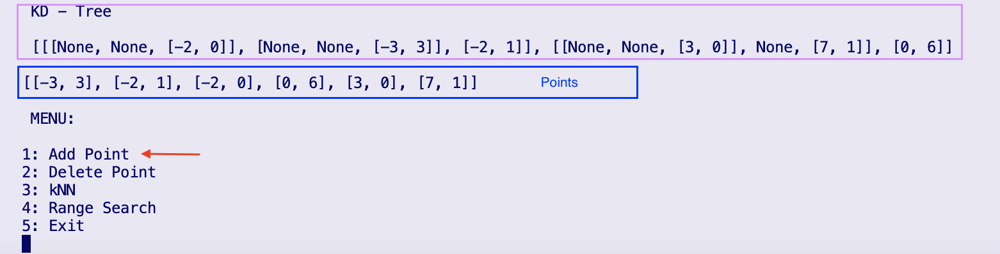 KD – Tree
[[[None, None, [–2, 0]], [None, None, [–3, 3]], [–2, 1]], [[None, None, [3, 0]], None, [7, 1]], [0, 6]]
[[–3, 3], [–2, 1], [–2, 0], [0, 6], [3, 0], [7, 1]] Points
MENU:
1: Add Point
2: Delete Point
3: kNN
4: Range Search
5: Exit